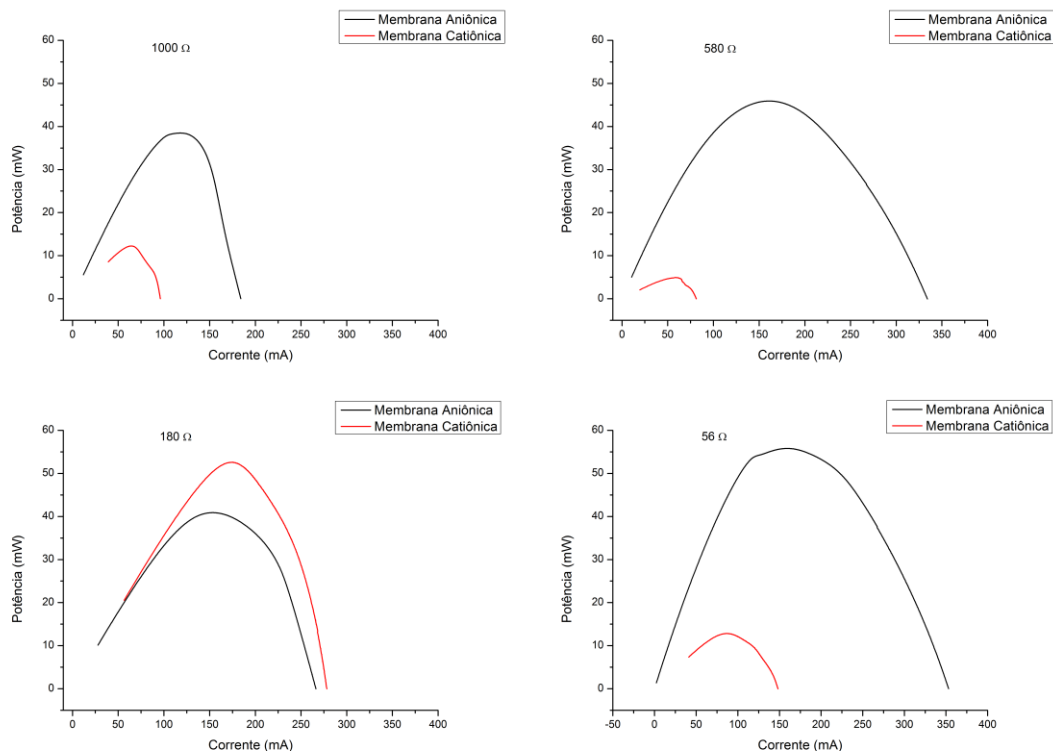 Membrana Aniônica
Membrana Catiônica
1000 Ω
Potência (mW)
60
50
40
30
20
10
0
0 50 100 150 200 250 300 350 400
Corrente (mA)
Membrana Aniônica
Membrana Catiônica
580 Ω
Potência (mW)
60
50
40
30
20
10
0
0 50 100 150 200 250 300 350 400
Corrente (mA)
Membrana Aniônica
Membrana Catiônica
180 Ω
Potência (mW)
60
50
40
30
20
10
0
0 50 100 150 200 250 300 350 400
Corrente (mA)
Membrana Aniônica
Membrana Catiônica
56 Ω
Potência (mW)
60
50
40
30
20
10
0
-50 0 50 100 150 200 250 300 350 400
Corrente (mA)